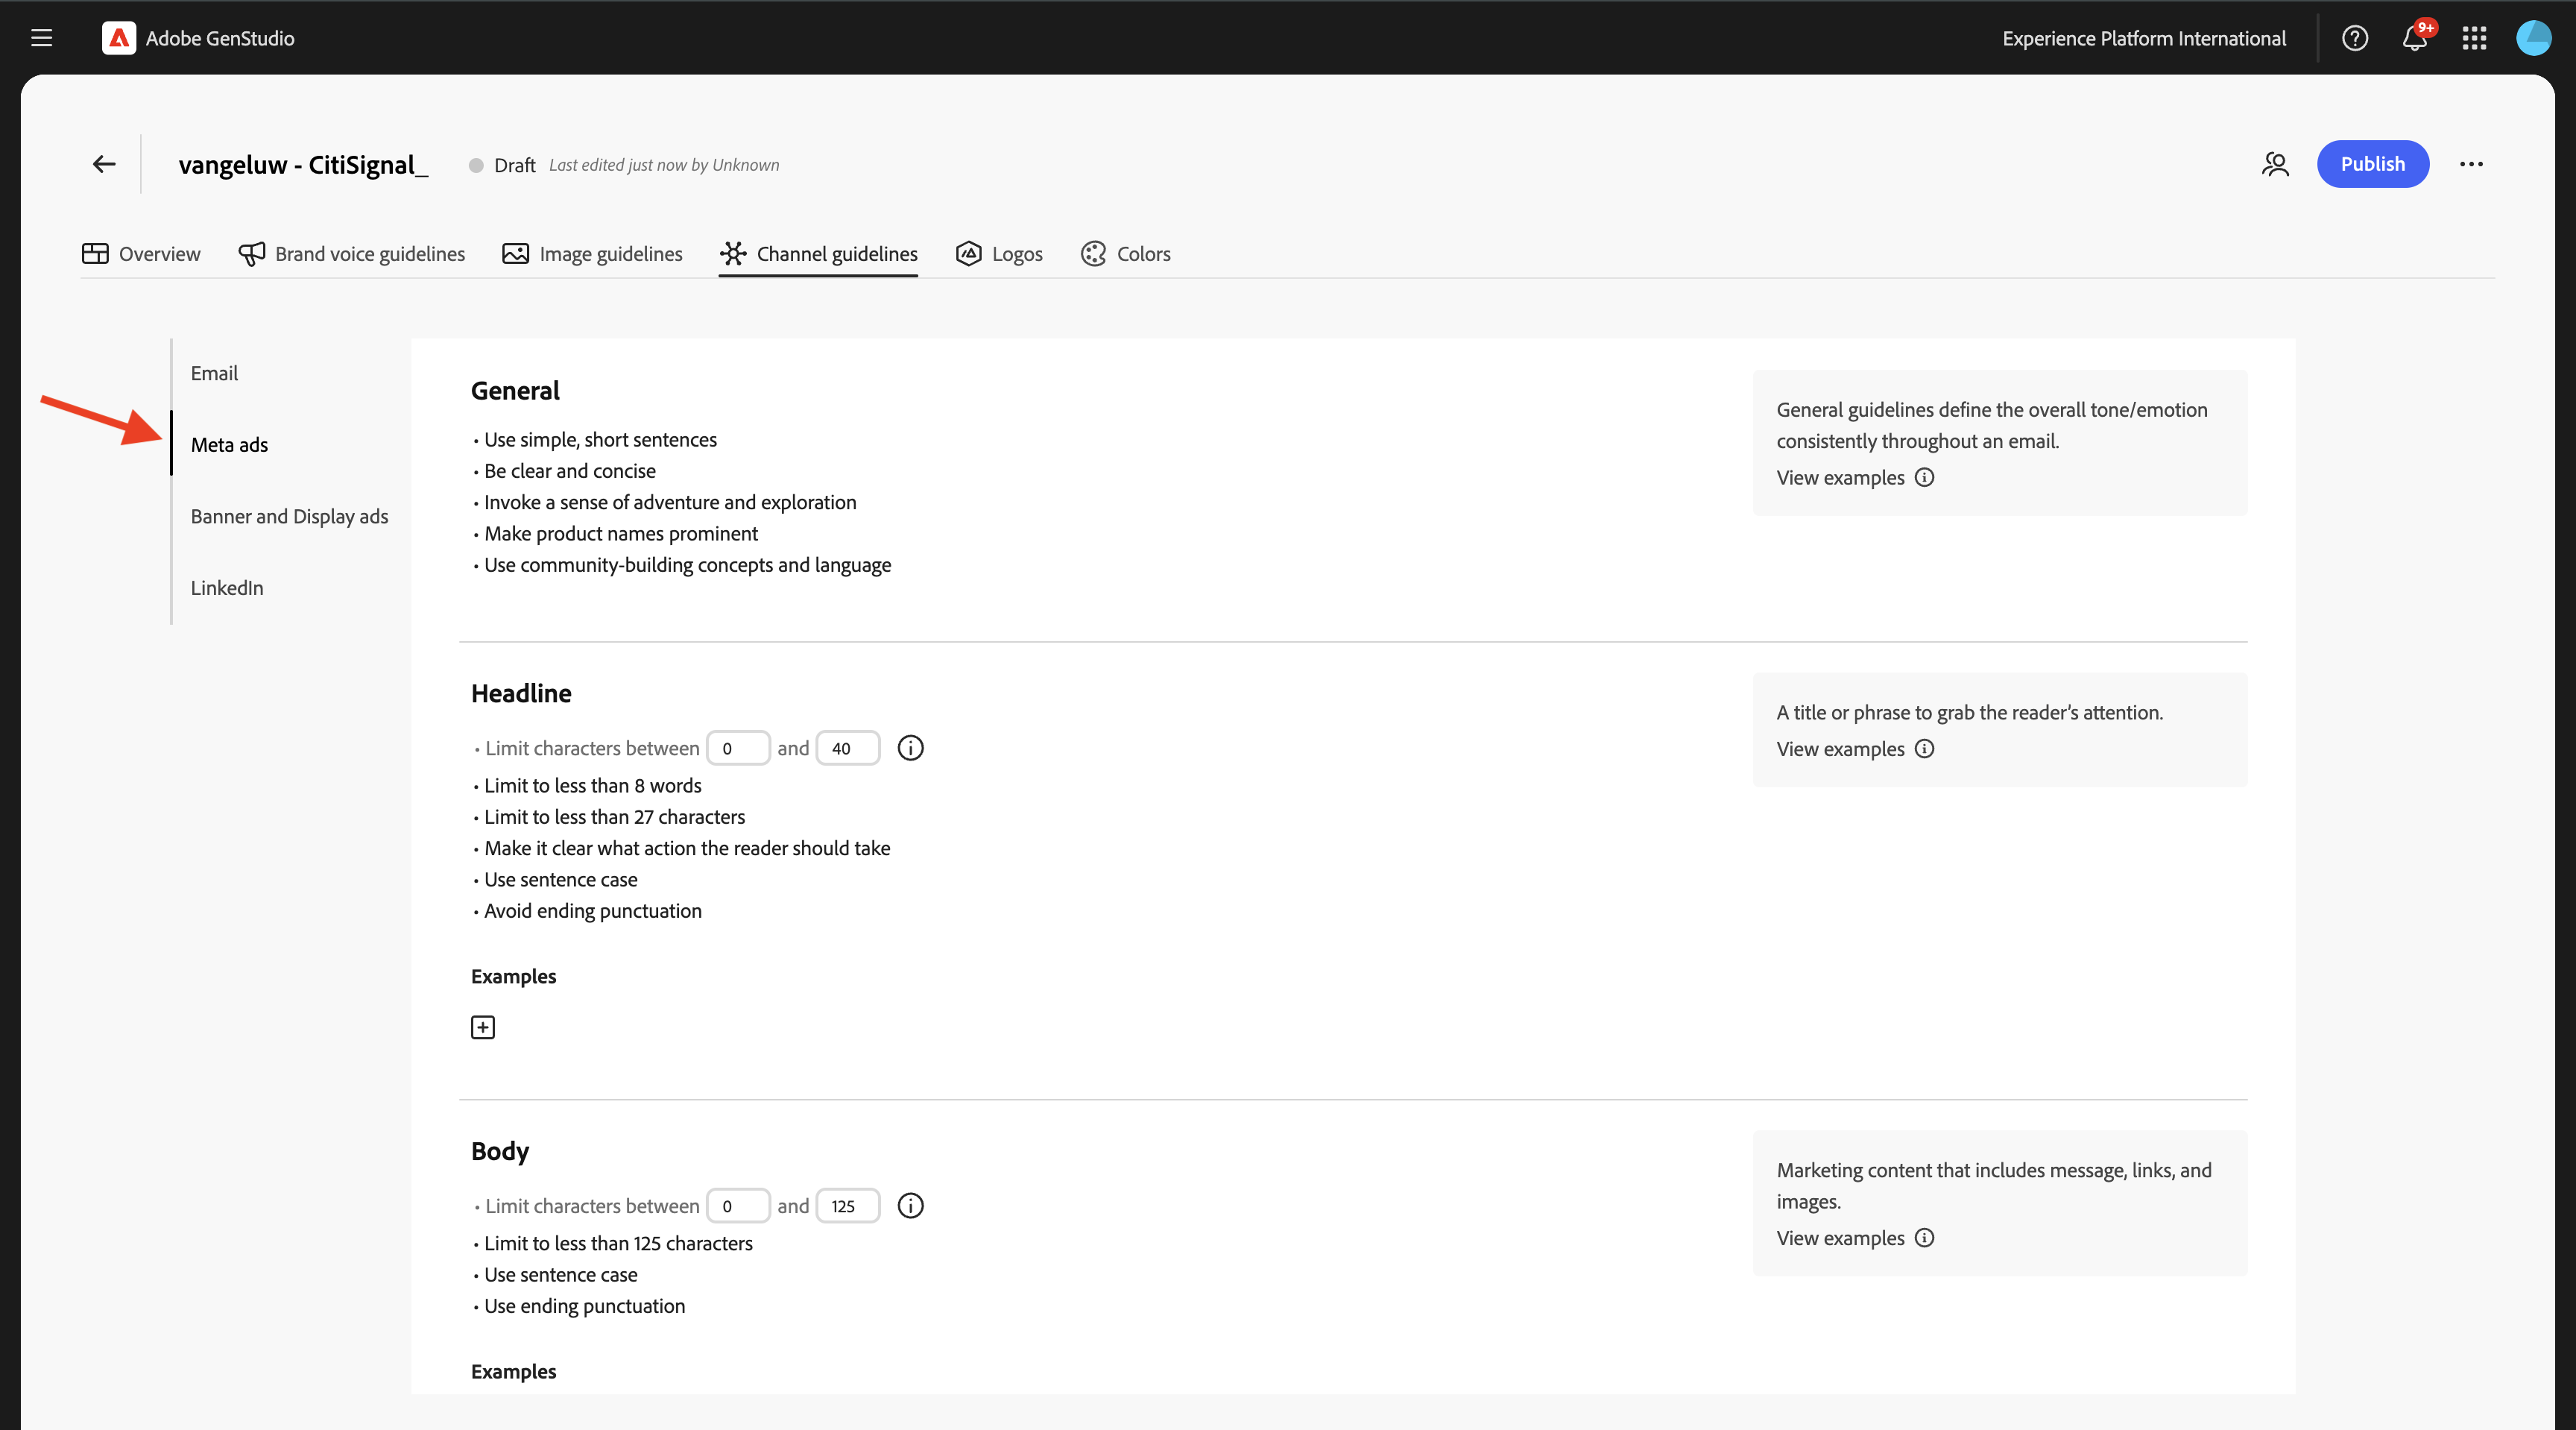 Adobe GenStudio
Experience Platform International
9+
vangeluw - CitiSignal_
Draft
Last edited just now by Unknown
Publish
Overview
Brand voice guidelines
Image guidelines
Channel guidelines
Logos
Colors
Email
Meta ads
Banner and Display ads
LinkedIn
General
• Use simple, short sentences
• Be clear and concise
• Invoke a sense of adventure and exploration
• Make product names prominent
• Use community-building concepts and language
General guidelines define the overall tone/emotion
consistently throughout an email.
View examples
Headline
• Limit characters between 0 and 40
• Limit to less than 8 words
• Limit to less than 27 characters
• Make it clear what action the reader should take
• Use sentence case
• Avoid ending punctuation
Examples
A title or phrase to grab the reader’s attention.
View examples
Body
• Limit characters between 0 and 125
• Limit to less than 125 characters
• Use sentence case
• Use ending punctuation
Examples
Marketing content that includes message, links, and
images.
View examples